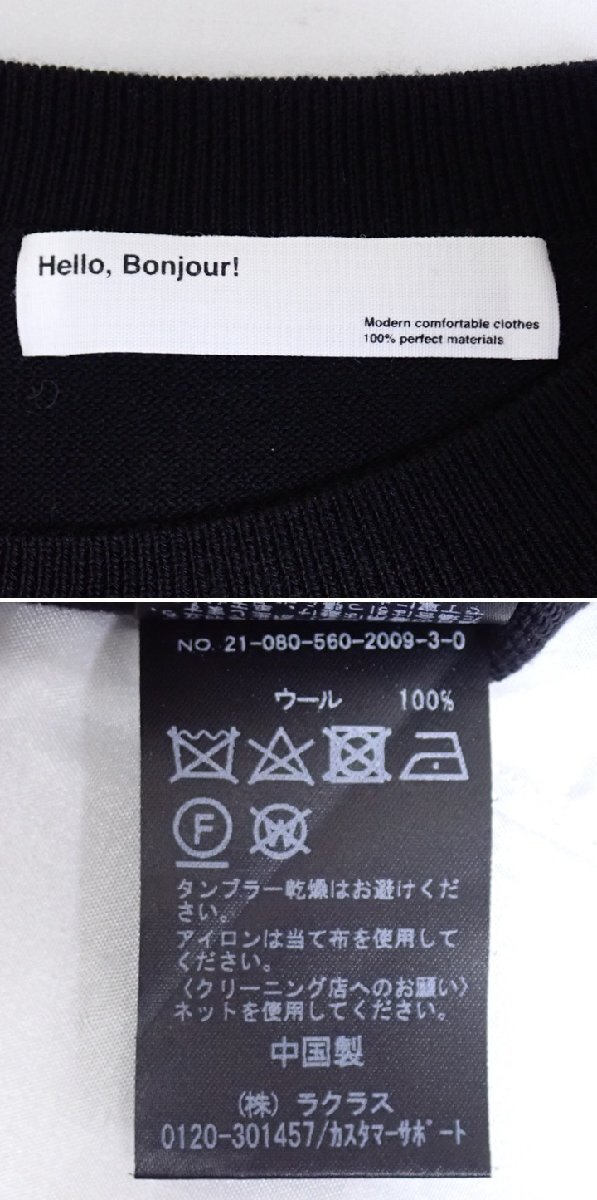 Hello, Bonjour!
Modern comfortable clothes
100% perfect materials
NO. 21-080-560-2009-3-0
ウール 100%
F
W
タンブラー乾燥はお避けくだ
さい。
アイロンは当て布を使用して
ください。
〈クリーニング店へのお願い〉
ネットを使用してください。
中国製
(株) ラクラス
0120-301457/カスタマーサポート